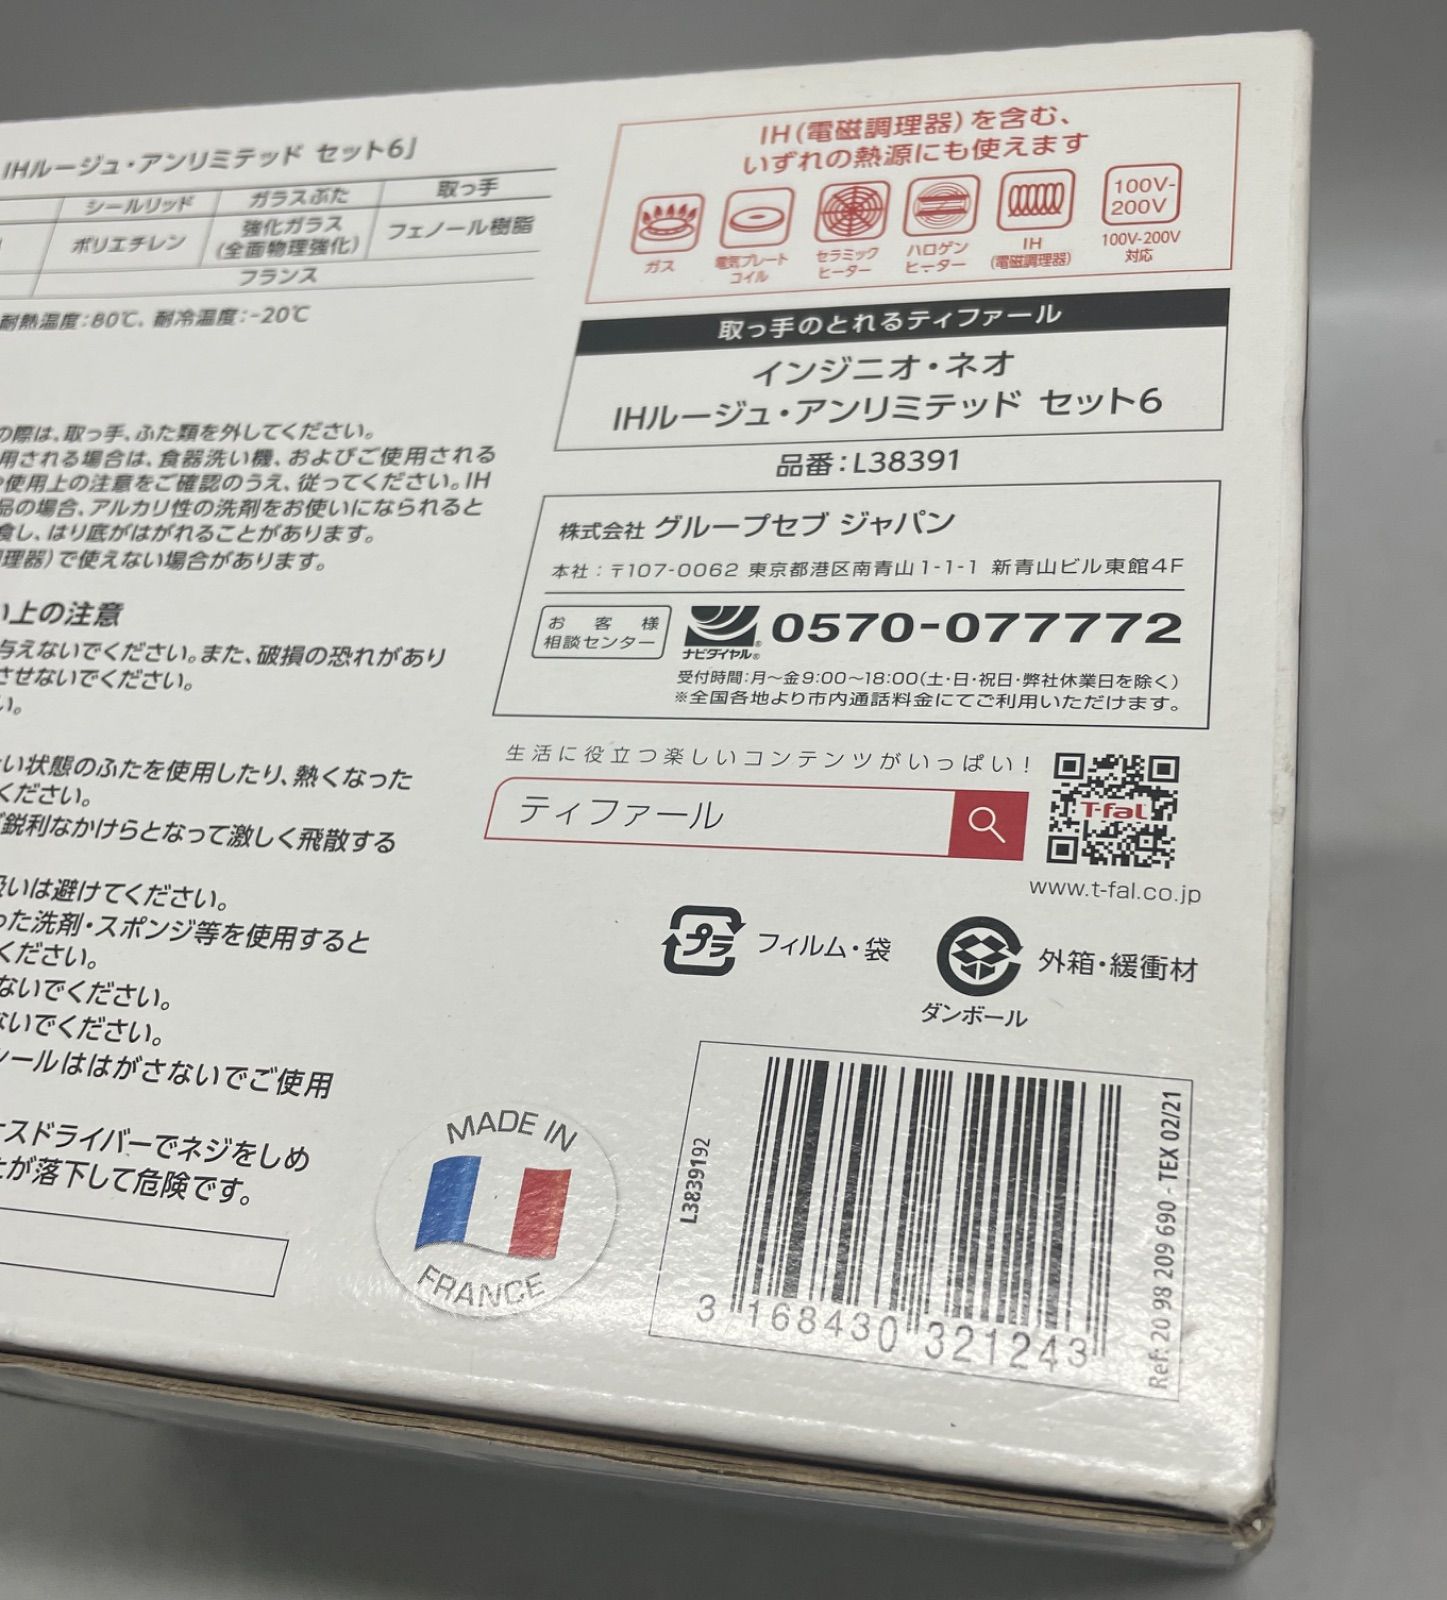 IHルージュ・アンリミテッド セット6」
シールリッド ガラスぶた 取っ手
ポリエチレン 強化ガラス
(全面物理強化) フェノール樹脂
フランス
耐熱温度:80℃、耐冷温度:-20℃
の際は、取っ手、ふた類を外してください。
用される場合は、食器洗い機、およびご使用される
使用上の注意をご確認のうえ、従ってください。IH
品の場合、アルカリ性の洗剤をお使いになられると
食し、はり底がはがれることがあります。
理器)で使えない場合があります。
い上の注意
与えないでください。また、破損の恐れがあり
させないでください。
い。
い状態のふたを使用したり、熱くなった
ください。
鋭利なかけらとなって激しく飛散する
扱いは避けてください。
った洗剤・スポンジ等を使用すると
ください。
ないでください。
ないでください。
シールははがさないでご使用
ナスドライバーでネジをしめ
たが落下して危険です。
MADE IN
FRANCE
IH(電磁調理器)を含む、
いずれの熱源にも使えます
100V-
200V
ガス 電気プレート
コイル セラミック
ヒーター ハロゲン
ヒーター IH
(電磁調理器) 100V-200V
対応
取っ手のとれるティファール
インジニオ・ネオ
IHルージュ・アンリミテッド セット6
品番:L38391
株式会社 グループセブ ジャパン
本社:〒107-0062 東京都港区南青山1-1-1 新青山ビル東館4F
お客様
相談センター ナビダイヤル® 0570-077772
受付時間:月〜金9:00〜18:00(土・日・祝日・弊社休業日を除く)
※全国各地より市内通話料金にてご利用いただけます。
生活に役立つ楽しいコンテンツがいっぱい!
ティファール
T-fal
www.t-fal.co.jp
プラ フィルム・袋
ダンボール 外箱・緩衝材
L3839192
3 168430 321243
Ref: 20 98 209 690 - TEX 02/21